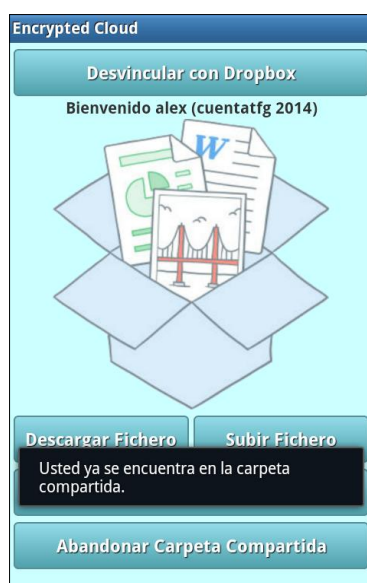 Encrypted Cloud
Desvincular con Dropbox
Bienvenido alex (cuentatfg 2014)
W
Descargar Fichero
Subir Fichero
Usted ya se encuentra en la carpeta
compartida.
Abandonar Carpeta Compartida